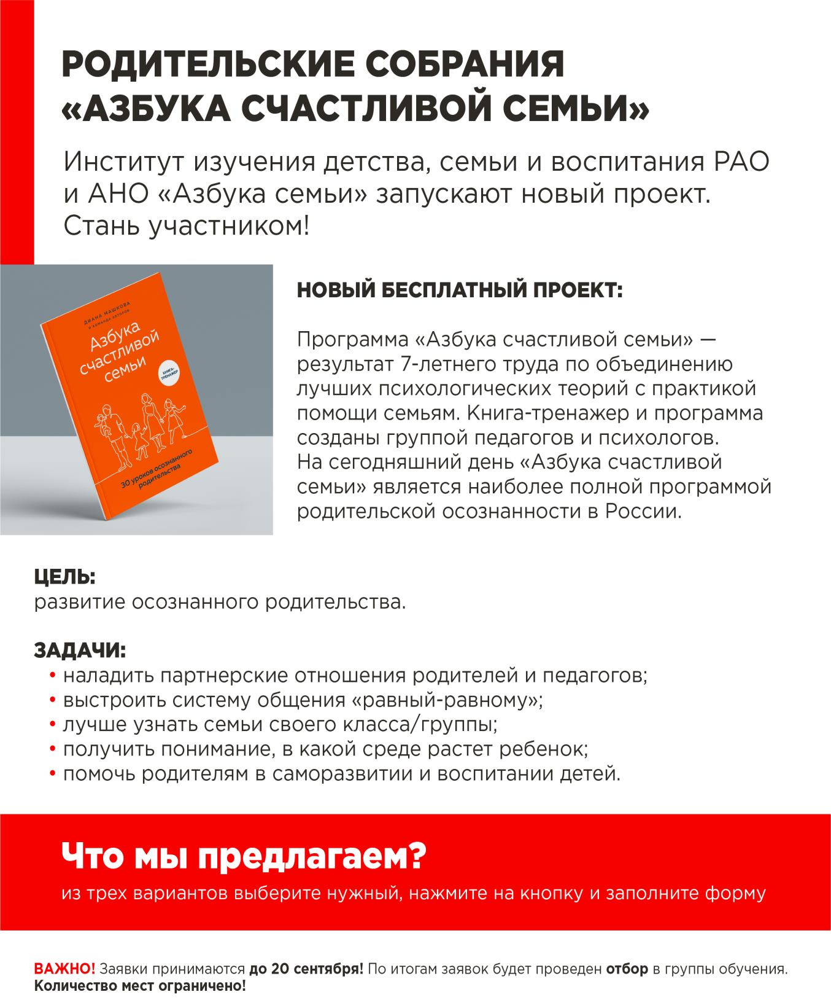 РОДИТЕЛЬСКИЕ СОБРАНИЯ
«АЗБУКА СЧАСТЛИВОЙ СЕМЬИ»
Институт изучения детства, семьи и воспитания РАО
и АНО «Азбука семьи» запускают новый проект.
Стань участником!
ДИАНА МАШКОВА
И КОМАНДА АВТОРОВ
Азбука
счастливой
семьи
КНИГА-
ТРЕНАЖЕР
30 уроков осознанного
родительства
НОВЫЙ БЕСПЛАТНЫЙ ПРОЕКТ:
Программа «Азбука счастливой семьи» —
результат 7-летнего труда по объединению
лучших психологических теорий с практикой
помощи семьям. Книга-тренажер и программа
созданы группой педагогов и психологов.
На сегодняшний день «Азбука счастливой
семьи» является наиболее полной программой
родительской осознанности в России.
ЦЕЛЬ:
развитие осознанного родительства.
ЗАДАЧИ:
• наладить партнерские отношения родителей и педагогов;
• выстроить систему общения «равный-равному»;
• лучше узнать семьи своего класса/группы;
• получить понимание, в какой среде растет ребенок;
• помочь родителям в саморазвитии и воспитании детей.
Что мы предлагаем?
из трех вариантов выберите нужный, нажмите на кнопку и заполните форму
ВАЖНО! Заявки принимаются до 20 сентября! По итогам заявок будет проведен отбор в группы обучения.
Количество мест ограничено!